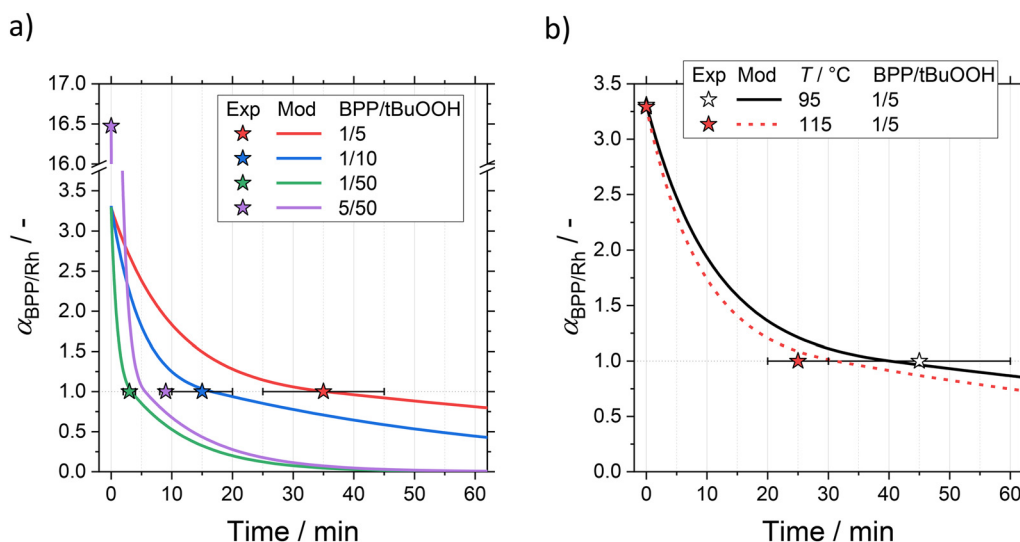 a)
17.0
16.5
16.0
3.5
3.0
2.5
2.0
1.5
1.0
0.5
0.0
α_BPP/Rh / -
Exp Mod BPP/tBuOOH
1/5
1/10
1/50
5/50
0 10 20 30 40 50 60
Time / min
b)
3.5
3.0
2.5
2.0
1.5
1.0
0.5
0.0
α_BPP/Rh / -
Exp Mod T / °C BPP/tBuOOH
95 1/5
115 1/5
0 10 20 30 40 50 60
Time / min